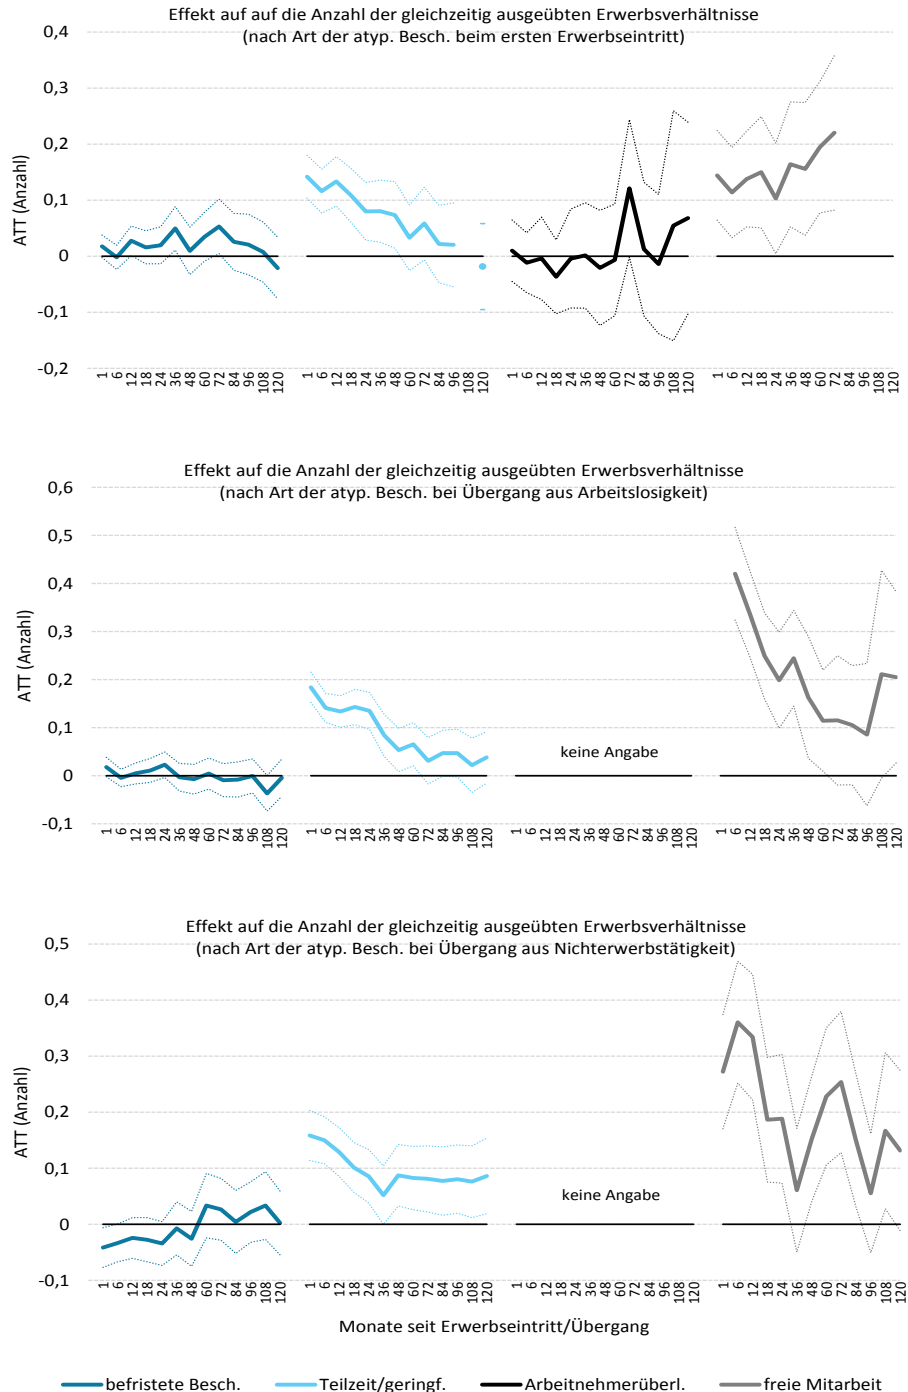 Effekt auf auf die Anzahl der gleichzeitig ausgeübten Erwerbsverhältnisse
(nach Art der atyp. Besch. beim ersten Erwerbseintritt)
0,4
0,3
0,2
0,1
0
-0,1
-0,2
ATT (Anzahl)
1 6 12 18 24 36 48 60 72 84 96 108 120
1 6 12 18 24 36 48 60 72 84 96 108 120
1 6 12 18 24 36 48 60 72 84 96 108 120
1 6 12 18 24 36 48 60 72 84 96 108 120
Effekt auf die Anzahl der gleichzeitig ausgeübten Erwerbsverhältnisse
(nach Art der atyp. Besch. bei Übergang aus Arbeitslosigkeit)
0,6
0,5
0,4
0,3
0,2
0,1
0
-0,1
ATT (Anzahl)
keine Angabe
1 6 12 18 24 36 48 60 72 84 96 108 120
1 6 12 18 24 36 48 60 72 84 96 108 120
1 6 12 18 24 36 48 60 72 84 96 108 120
1 6 12 18 24 36 48 60 72 84 96 108 120
Effekt auf die Anzahl der gleichzeitig ausgeübten Erwerbsverhältnisse
(nach Art der atyp. Besch. bei Übergang aus Nichterwerbstätigkeit)
0,5
0,4
0,3
0,2
0,1
0
-0,1
ATT (Anzahl)
keine Angabe
1 6 12 18 24 36 48 60 72 84 96 108 120
1 6 12 18 24 36 48 60 72 84 96 108 120
1 6 12 18 24 36 48 60 72 84 96 108 120
1 6 12 18 24 36 48 60 72 84 96 108 120
Monate seit Erwerbseintritt/Übergang
befristete Besch. Teilzeit/geringf. Arbeitnehmerüberl. freie Mitarbeit